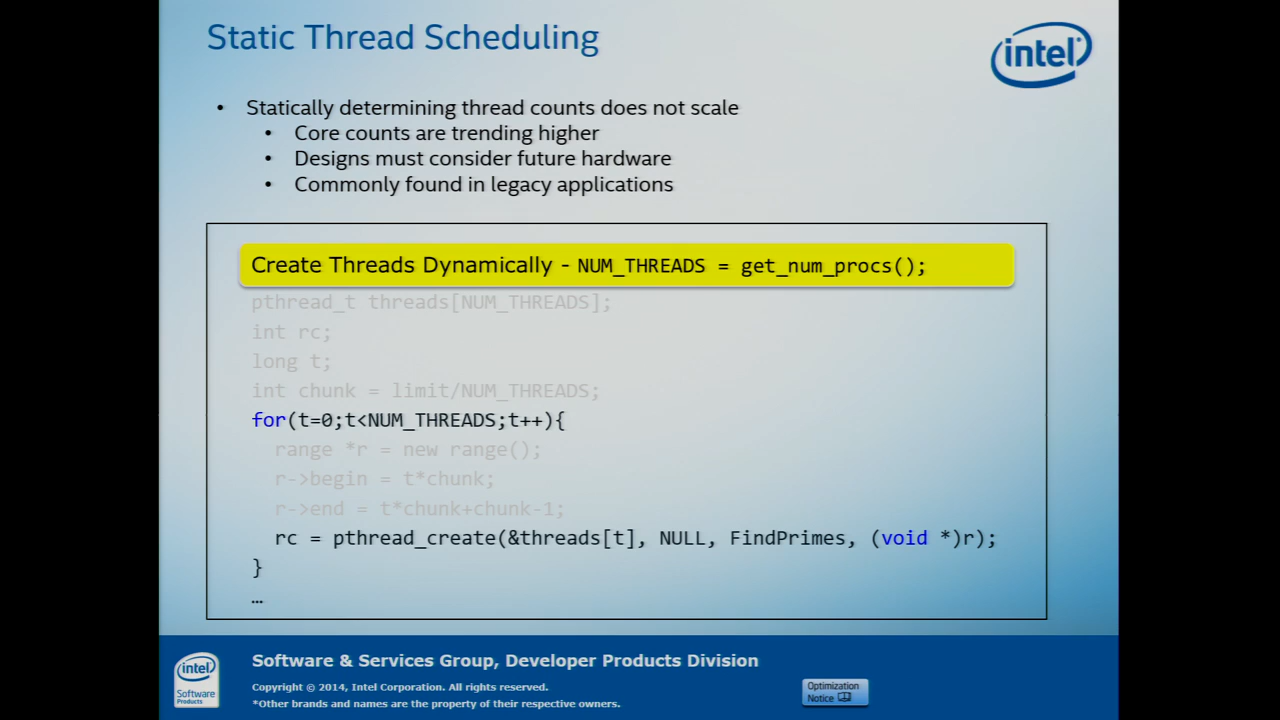 Static Thread Scheduling
intel
• Statically determining thread counts does not scale
• Core counts are trending higher
• Designs must consider future hardware
• Commonly found in legacy applications
Create Threads Dynamically - NUM_THREADS = get_num_procs();
pthread_t threads[NUM_THREADS];
int rc;
long t;
int chunk = limit/NUM_THREADS;
for(t=0;t<NUM_THREADS;t++){
range *r = new range();
r->begin = t*chunk;
r->end = t*chunk+chunk-1;
rc = pthread_create(&threads[t], NULL, FindPrimes, (void *)r);
}
…
intel
Software
Products
Software & Services Group, Developer Products Division
Copyright © 2014, Intel Corporation. All rights reserved.
*Other brands and names are the property of their respective owners.
Optimization
Notice